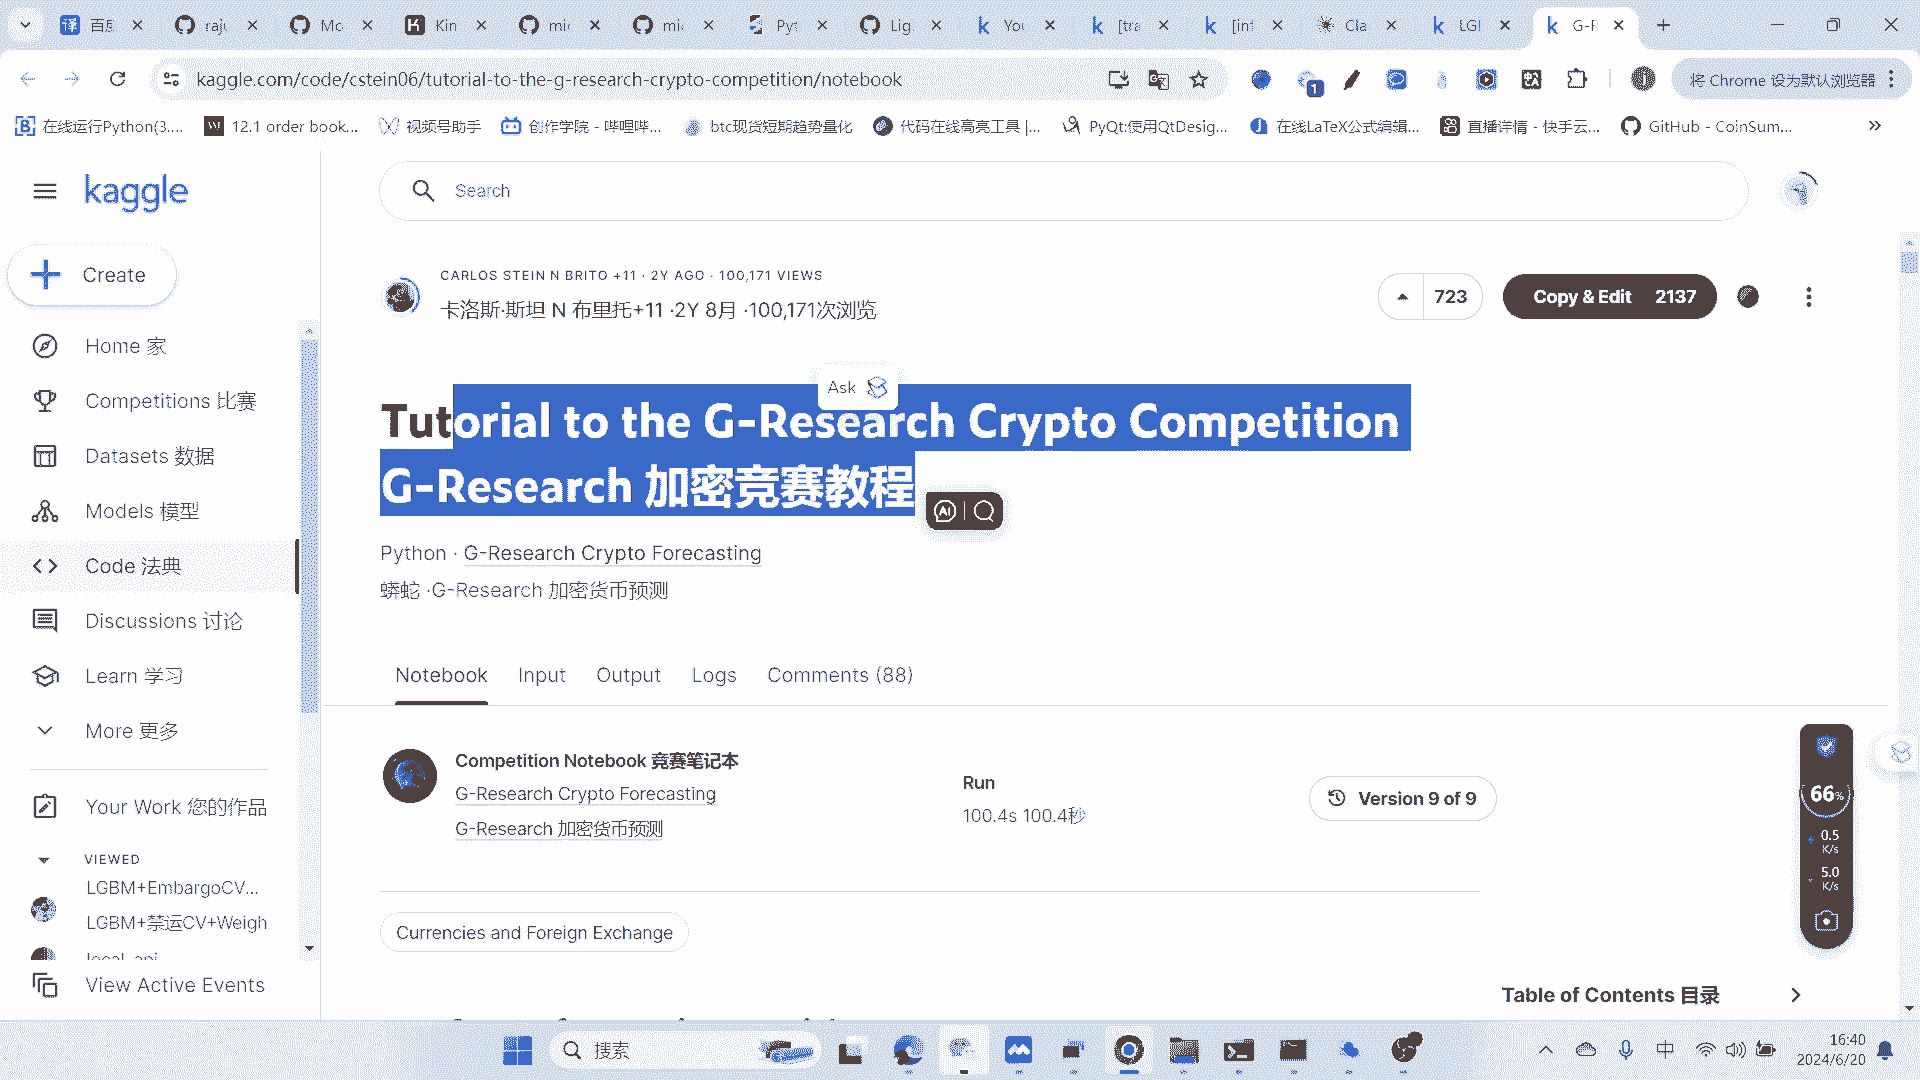 译 百度
raju
Mo
Kin
mic
mic
Pyt
Lig
You
[tra
[inf
Cla
LGI
G-R
kaggle.com/code/cstein06/tutorial-to-the-g-research-crypto-competition/notebook
1
将 Chrome 设为默认浏览器
在线运行Python(3....
12.1 order book...
视频号助手
创作学院 - 哔哩哔...
btc现货短期趋势量化
代码在线高亮工具 |...
PyQt:使用QtDesig...
在线LaTeX公式编辑...
直播详情 - 快手云...
GitHub - CoinSum...
kaggle
Search
Create
Home 家
Competitions 比赛
Datasets 数据
Models 模型
Code 法典
Discussions 讨论
Learn 学习
More 更多
Your Work 您的作品
VIEWED
LGBM+EmbargoCV...
LGBM+禁运CV+Weigh
local_api
View Active Events
CARLOS STEIN N BRITO +11 · 2Y AGO · 100,171 VIEWS
卡洛斯·斯坦 N 布里托+11 ·2Y 8月 ·100,171次浏览
723
Copy & Edit 2137
Ask
Tutorial to the G-Research Crypto Competition
G-Research 加密竞赛教程
AI
Python · G-Research Crypto Forecasting
蟒蛇 ·G-Research 加密货币预测
Notebook
Input
Output
Logs
Comments (88)
Competition Notebook 竞赛笔记本
G-Research Crypto Forecasting
G-Research 加密货币预测
Run
100.4s 100.4秒
Version 9 of 9
Currencies and Foreign Exchange
Table of Contents 目录
66%
0.5
K/s
5.0
K/s
搜索
中
16:40
2024/6/20